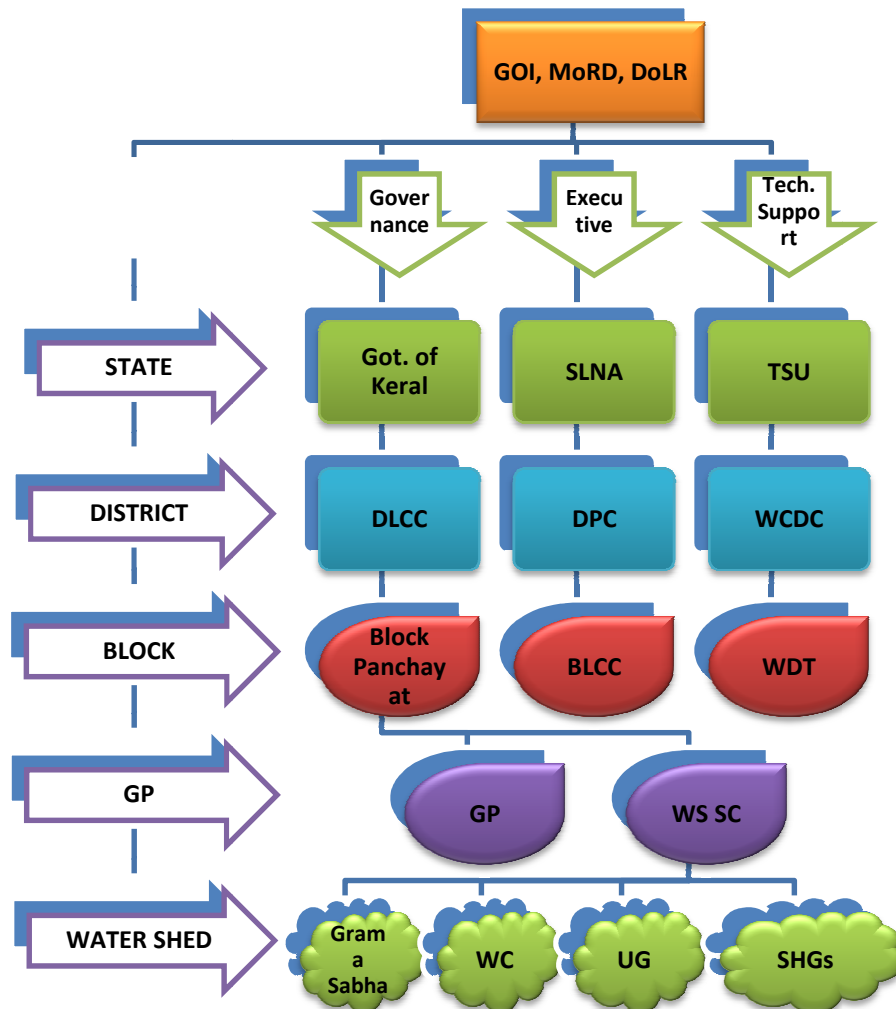 GOI, MoRD, DoLR
Gover
nance
Execu
tive
Tech.
Suppo
rt
STATE
Got. of
Keral
SLNA
TSU
DISTRICT
DLCC
DPC
WCDC
BLOCK
Block
Panchay
at
BLCC
WDT
GP
GP
WS SC
WATER SHED
Gram
a
Sabha
WC
UG
SHGs